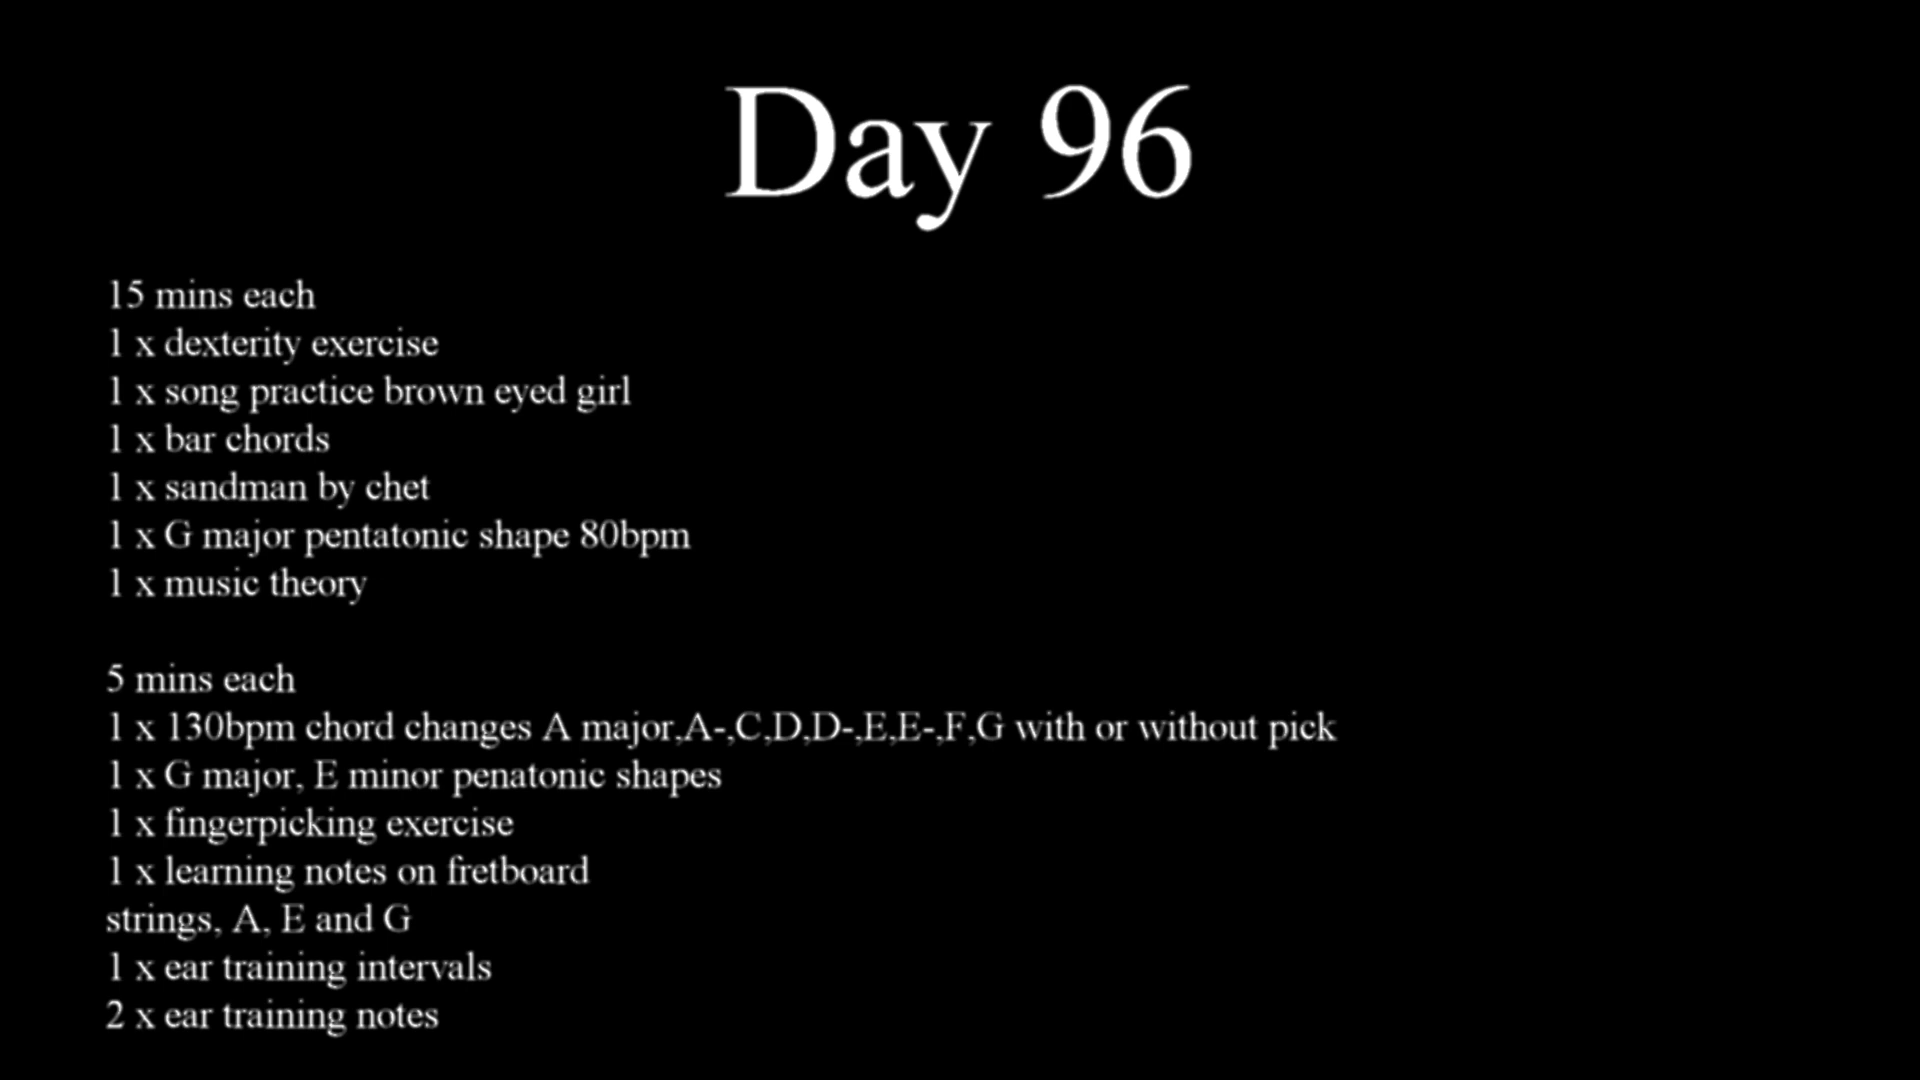 Day 96
15 mins each
1 x dexterity exercise
1 x song practice brown eyed girl
1 x bar chords
1 x sandman by chet
1 x G major pentatonic shape 80bpm
1 x music theory
5 mins each
1 x 130bpm chord changes A major,A-,C,D,D-,E,E-,F,G with or without pick
1 x G major, E minor penatonic shapes
1 x fingerpicking exercise
1 x learning notes on fretboard
strings, A, E and G
1 x ear training intervals
2 x ear training notes